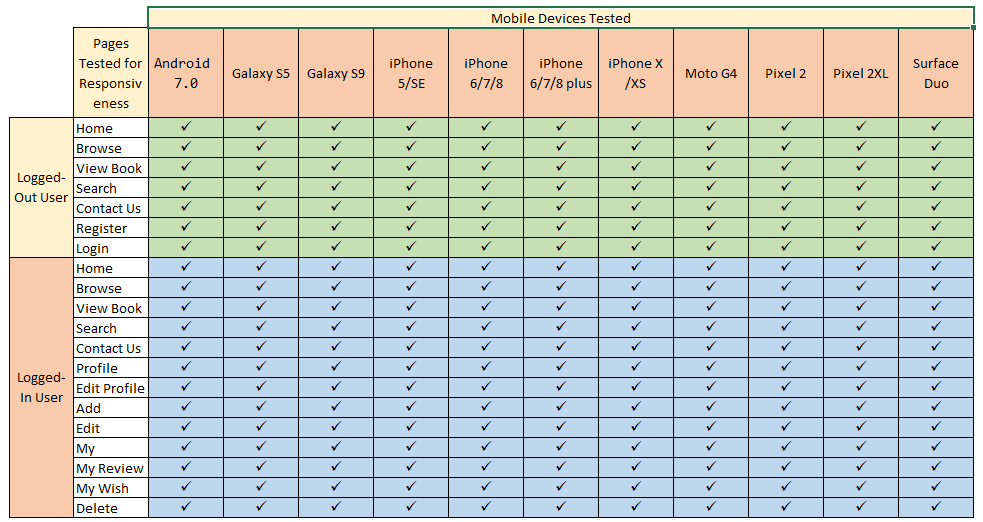 Mobile Devices Tested
Pages
Tested for
Responsiv
eness
Android
7.0
Galaxy S5
Galaxy S9
iPhone
5/SE
iPhone
6/7/8
iPhone
6/7/8 plus
iPhone X
/XS
Moto G4
Pixel 2
Pixel 2XL
Surface
Duo
Logged-
Out User
Home ✓ ✓ ✓ ✓ ✓ ✓ ✓ ✓ ✓ ✓ ✓
Browse ✓ ✓ ✓ ✓ ✓ ✓ ✓ ✓ ✓ ✓ ✓
View Book ✓ ✓ ✓ ✓ ✓ ✓ ✓ ✓ ✓ ✓ ✓
Search ✓ ✓ ✓ ✓ ✓ ✓ ✓ ✓ ✓ ✓ ✓
Contact Us ✓ ✓ ✓ ✓ ✓ ✓ ✓ ✓ ✓ ✓ ✓
Register ✓ ✓ ✓ ✓ ✓ ✓ ✓ ✓ ✓ ✓ ✓
Login ✓ ✓ ✓ ✓ ✓ ✓ ✓ ✓ ✓ ✓ ✓
Logged-
In User
Home ✓ ✓ ✓ ✓ ✓ ✓ ✓ ✓ ✓ ✓ ✓
Browse ✓ ✓ ✓ ✓ ✓ ✓ ✓ ✓ ✓ ✓ ✓
View Book ✓ ✓ ✓ ✓ ✓ ✓ ✓ ✓ ✓ ✓ ✓
Search ✓ ✓ ✓ ✓ ✓ ✓ ✓ ✓ ✓ ✓ ✓
Contact Us ✓ ✓ ✓ ✓ ✓ ✓ ✓ ✓ ✓ ✓ ✓
Profile ✓ ✓ ✓ ✓ ✓ ✓ ✓ ✓ ✓ ✓ ✓
Edit Profile ✓ ✓ ✓ ✓ ✓ ✓ ✓ ✓ ✓ ✓ ✓
Add ✓ ✓ ✓ ✓ ✓ ✓ ✓ ✓ ✓ ✓ ✓
Edit ✓ ✓ ✓ ✓ ✓ ✓ ✓ ✓ ✓ ✓ ✓
My ✓ ✓ ✓ ✓ ✓ ✓ ✓ ✓ ✓ ✓ ✓
My Review ✓ ✓ ✓ ✓ ✓ ✓ ✓ ✓ ✓ ✓ ✓
My Wish ✓ ✓ ✓ ✓ ✓ ✓ ✓ ✓ ✓ ✓ ✓
Delete ✓ ✓ ✓ ✓ ✓ ✓ ✓ ✓ ✓ ✓ ✓